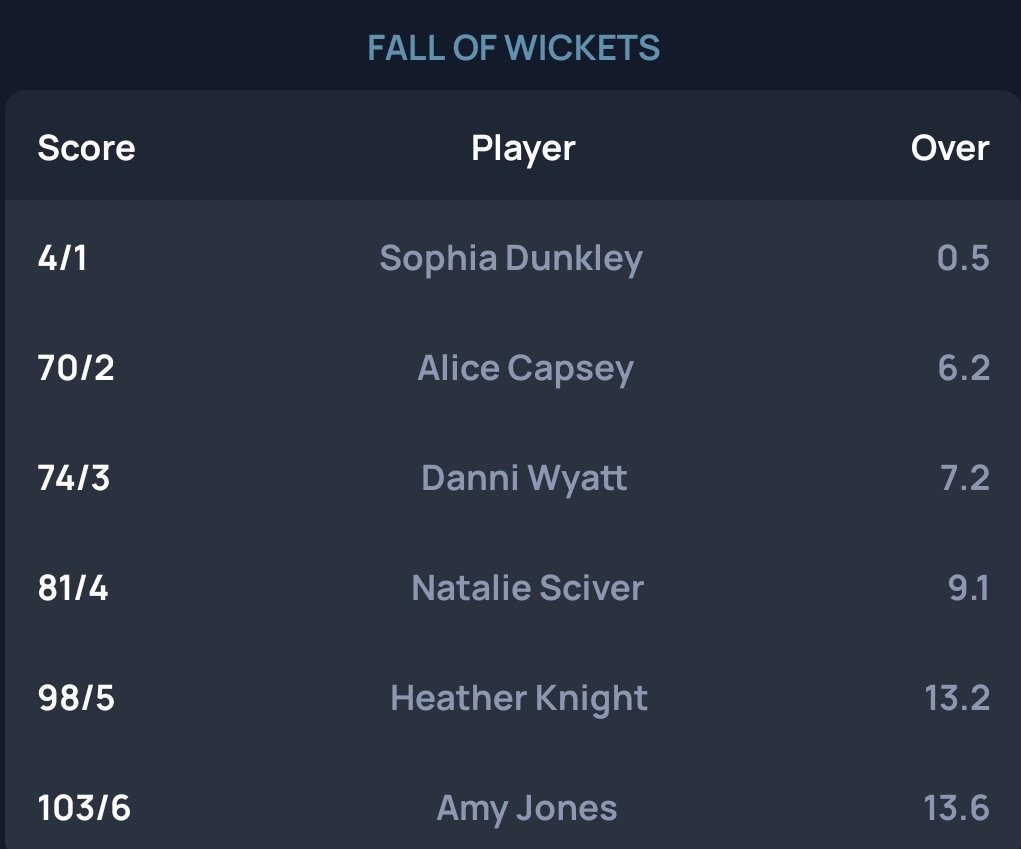 FALL OF WICKETS
Score Player Over
4/1 Sophia Dunkley 0.5
70/2 Alice Capsey 6.2
74/3 Danni Wyatt 7.2
81/4 Natalie Sciver 9.1
98/5 Heather Knight 13.2
103/6 Amy Jones 13.6